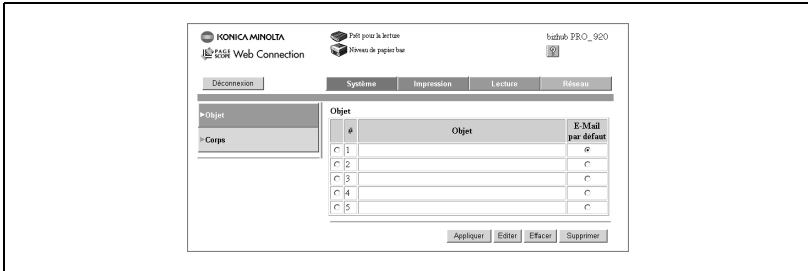 KONICA MINOLTA
PAGE SCOPE Web Connection
Prêt pour la lecture
Niveau de papier bas
bizhub PRO_920
?
Déconnexion
Système Impression Lecture Réseau
Objet
Corps
Objet
# Objet E-Mail par défaut
1
2
3
4
5
Appliquer Editer Effacer Supprimer